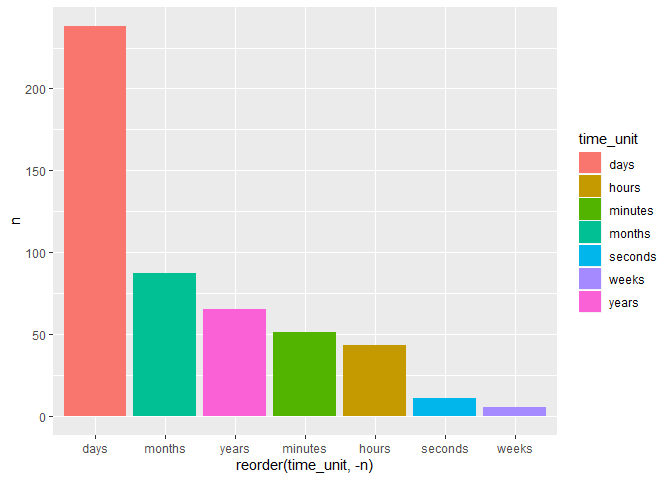 n
200
150
100
50
0
days months years minutes hours seconds weeks
reorder(time_unit, -n)
time_unit
days
hours
minutes
months
seconds
weeks
years